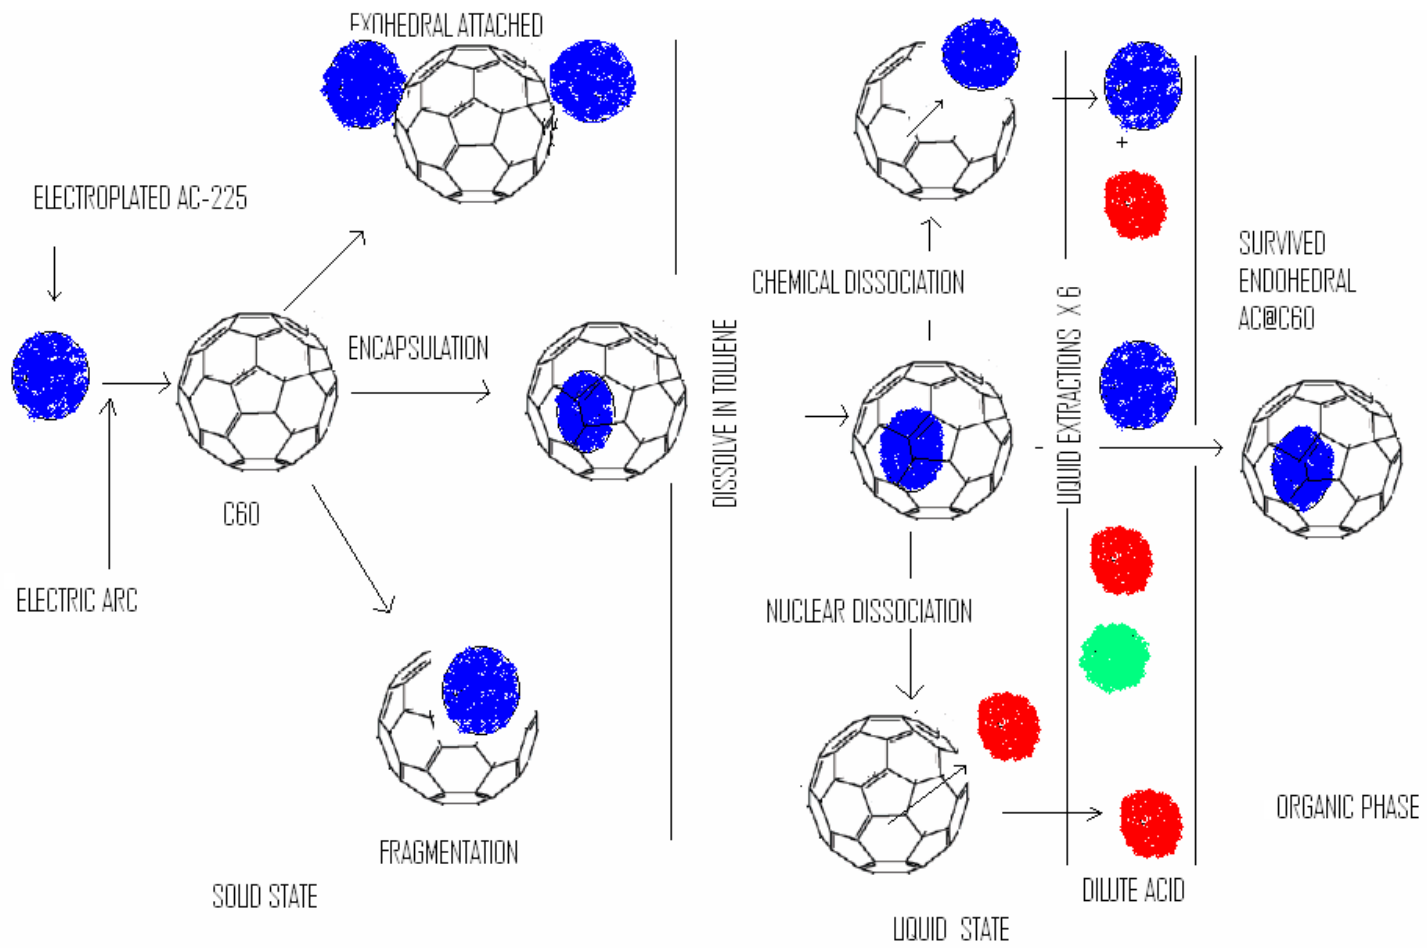 EXOHEDRAL ATTACHED
ELECTROPLATED AC-225
ENCAPSULATION
C60
ELECTRIC ARC
FRAGMENTATION
SOLID STATE
DISSOLVE IN TOLUENE
CHEMICAL DISSOCIATION
NUCLEAR DISSOCIATION
LIQUID STATE
LIQUID EXTRACTIONS X 6
+
DILUTE ACID
SURVIVED
ENDOHEDRAL
AC@C60
ORGANIC PHASE